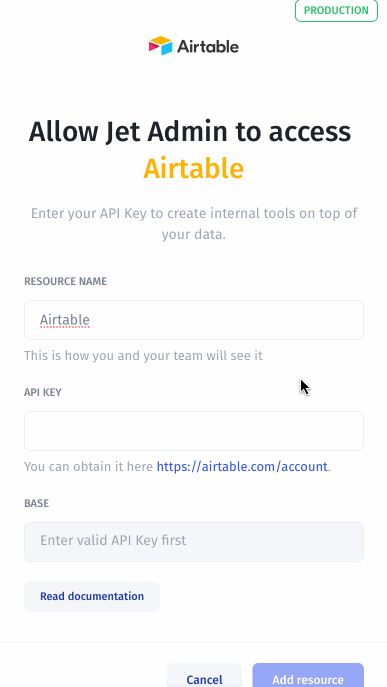 PRODUCTION
Airtable
Allow Jet Admin to access
Airtable
Enter your API Key to create internal tools on top of
your data.
RESOURCE NAME
Airtable
This is how you and your team will see it
API KEY
You can obtain it here https://airtable.com/account.
BASE
Enter valid API Key first
Read documentation
Cancel
Add resource